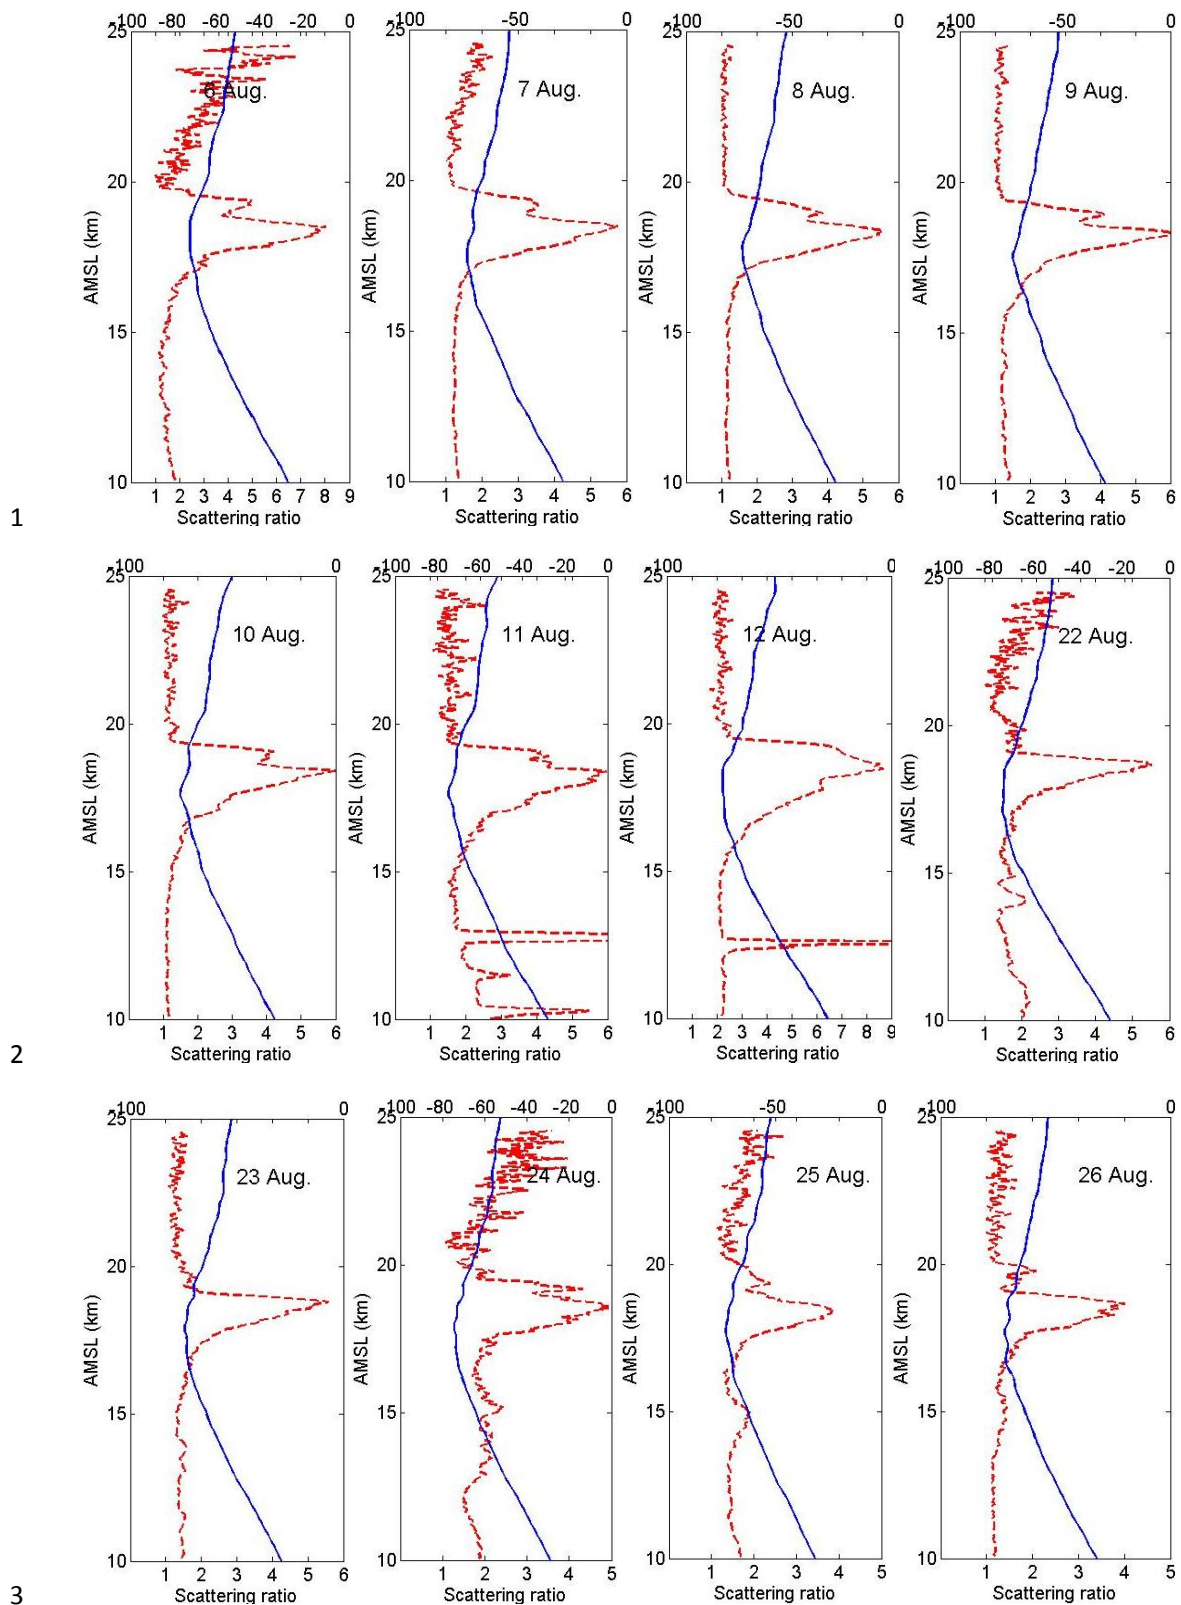 -100 -80 -60 -40 -20 0 -100 -50 0 -100 -50 0 -100 -50 0
25 25 25 25
6 Aug. 7 Aug. 8 Aug. 9 Aug.
20 20 20 20
AMSL (km) AMSL (km) AMSL (km) AMSL (km)
15 15 15 15
10 10 10 10
1 2 3 4 5 6 7 8 9 1 2 3 4 5 6 1 2 3 4 5 6 1 2 3 4 5 6
1 Scattering ratio Scattering ratio Scattering ratio Scattering ratio
-100 0 -100 -80 -60 -40 -20 0 -100 0 -100 -80 -60 -40 -20 0
25 25 25 25
10 Aug. 11 Aug. 12 Aug. 22 Aug.
20 20 20 20
AMSL (km) AMSL (km) AMSL (km) AMSL (km)
15 15 15 15
10 10 10 10
1 2 3 4 5 6 1 2 3 4 5 6 1 2 3 4 5 6 7 8 9 1 2 3 4 5 6
2 Scattering ratio Scattering ratio Scattering ratio Scattering ratio
-100 0 -100 -80 -60 -40 -20 0 -100 -50 0 -100 0
25 25 25 25
23 Aug. 24 Aug. 25 Aug. 26 Aug.
20 20 20 20
AMSL (km) AMSL (km) AMSL (km) AMSL (km)
15 15 15 15
10 10 10 10
1 2 3 4 5 6 1 2 3 4 5 1 2 3 4 5 1 2 3 4 5
3 Scattering ratio Scattering ratio Scattering ratio Scattering ratio